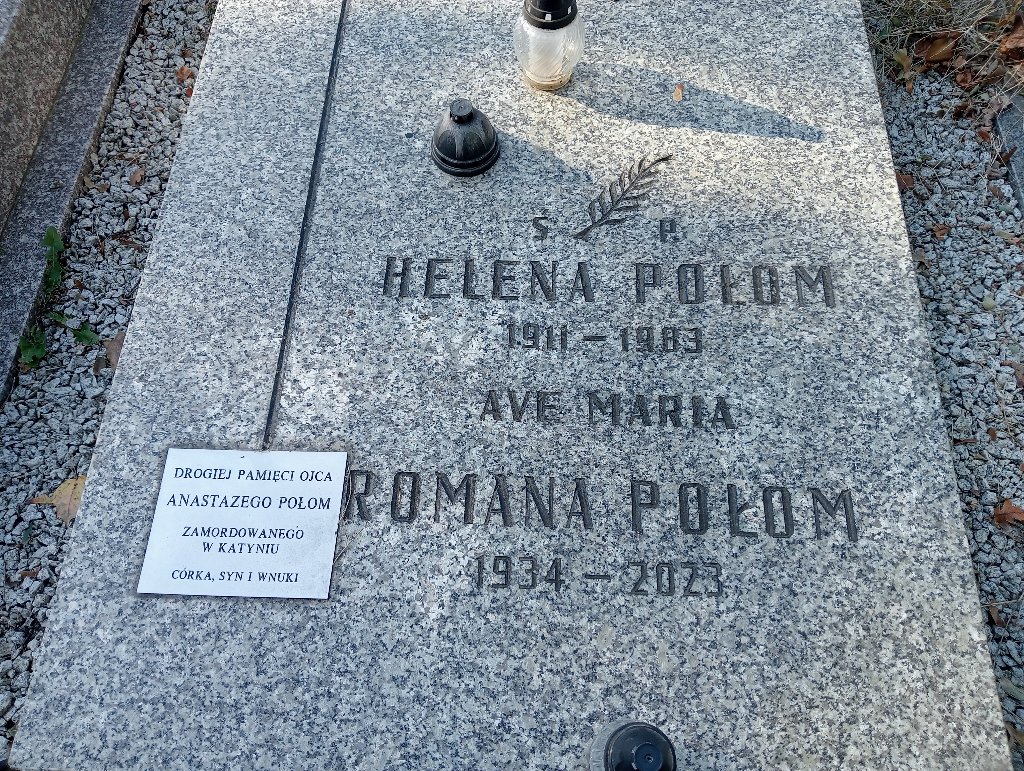 S P.
HELENA POŁOM
1911 – 1983
AVE MARIA
ROMANA POŁOM
1934 – 2023
DROGIEJ PAMIĘCI OJCA
ANASTAZEGO POŁOM
ZAMORDOWANEGO
W KATYNIU
CÓRKA, SYN I WNUKI